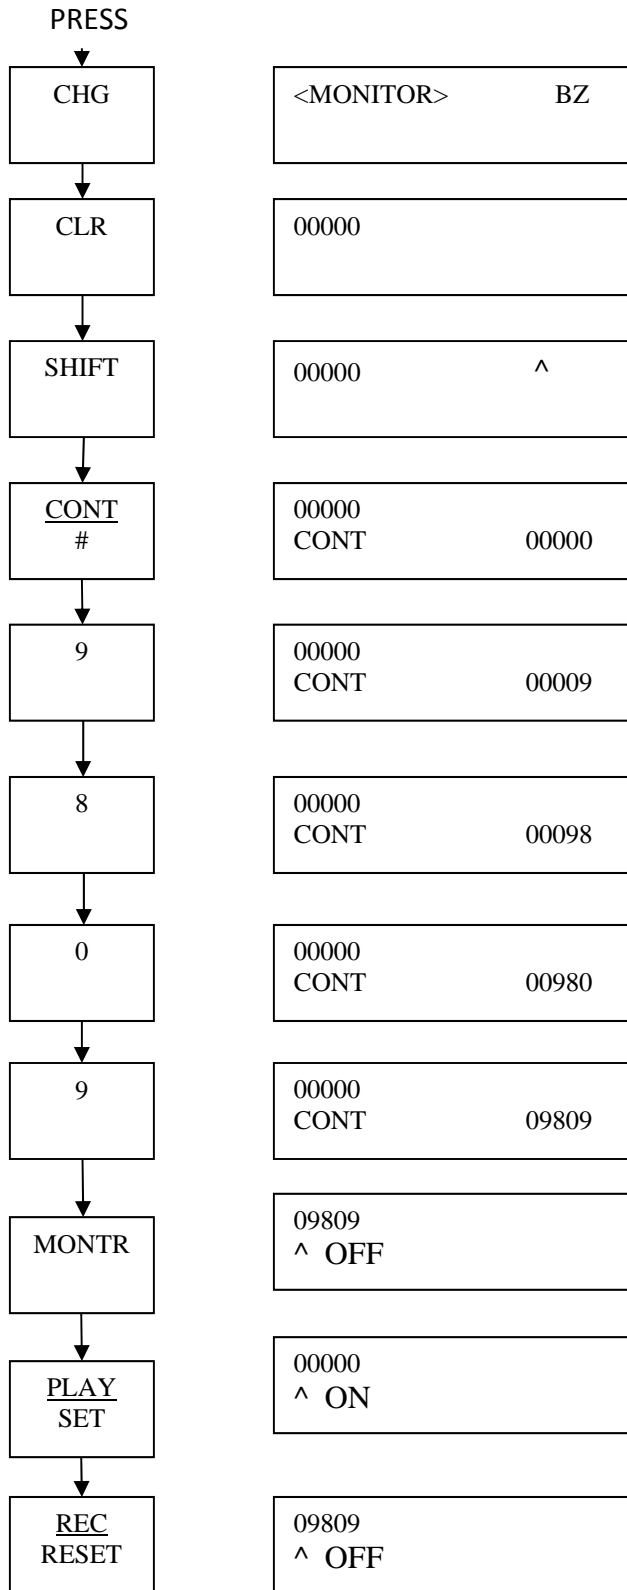 PRESS
CHG
<MONITOR> BZ
CLR
00000
SHIFT
00000 ^
CONT
#
00000
CONT 00000
9
00000
CONT 00009
8
00000
CONT 00098
0
00000
CONT 00980
9
00000
CONT 09809
MONTR
09809
^ OFF
PLAY
SET
00000
^ ON
REC
RESET
09809
^ OFF